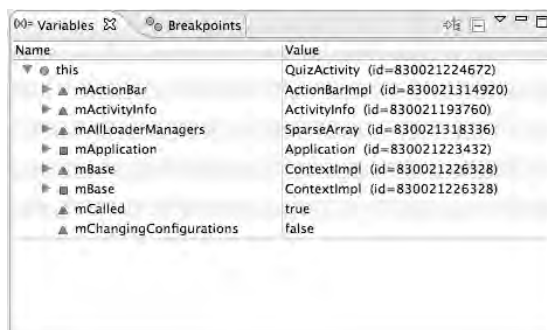 (x)= Variables Breakpoints
Name Value
this QuizActivity (id=830021224672)
mActionBar ActionBarImpl (id=830021314920)
mActivityInfo ActivityInfo (id=830021193760)
mAllLoaderManagers SparseArray (id=830021318336)
mApplication Application (id=830021223432)
mBase ContextImpl (id=830021226328)
mBase ContextImpl (id=830021226328)
mCalled true
mChangingConfigurations false